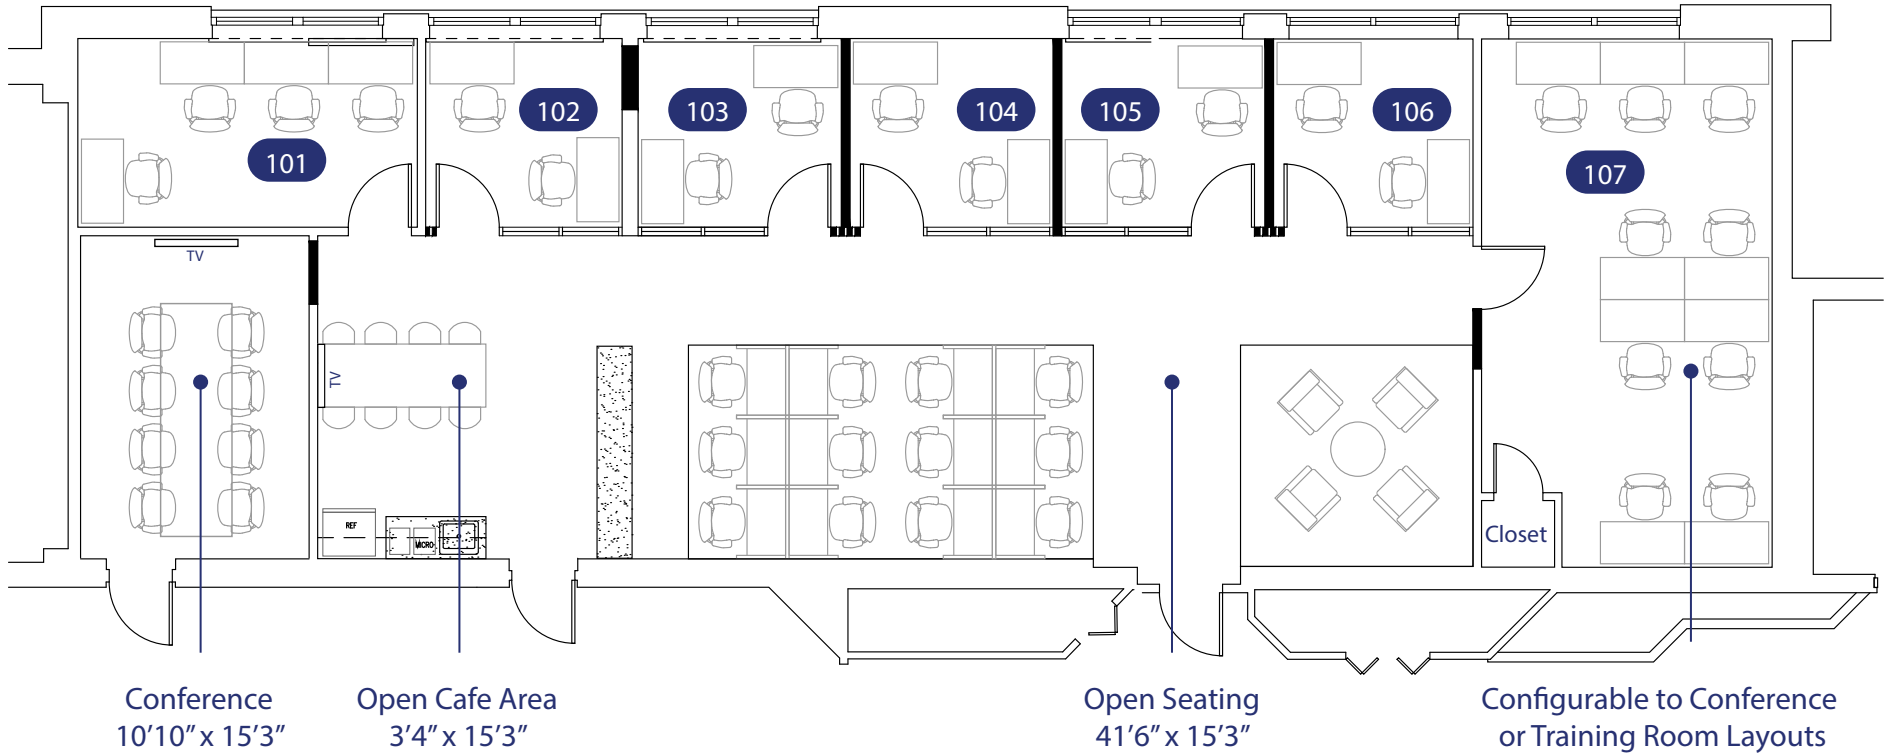 102
103
104
105
106
101
107
TV
TV
REF
MICRO
Closet
Conference
10’10” x 15’3”
Open Cafe Area
3’4” x 15’3”
Open Seating
41’6” x 15’3”
Configurable to Conference
or Training Room Layouts